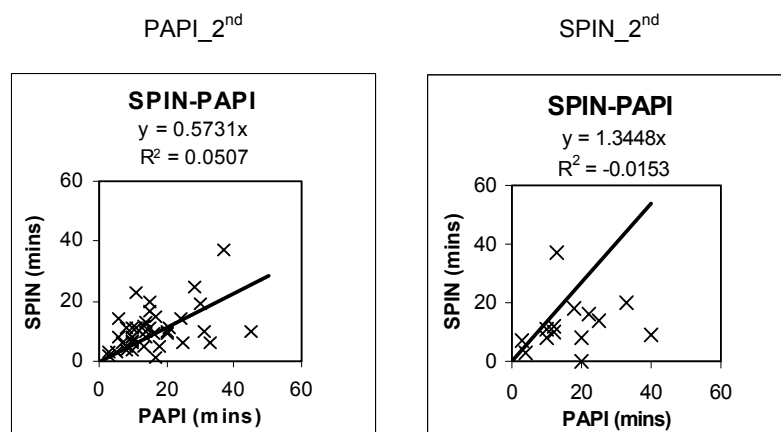 PAPI_2nd
SPIN_2nd
SPIN-PAPI
y = 0.5731x
R² = 0.0507
60
40
20
0
0 20 40 60
SPIN (mins)
PAPI (mins)
SPIN-PAPI
y = 1.3448x
R² = -0.0153
60
40
20
0
0 20 40 60
SPIN (mins)
PAPI (mins)